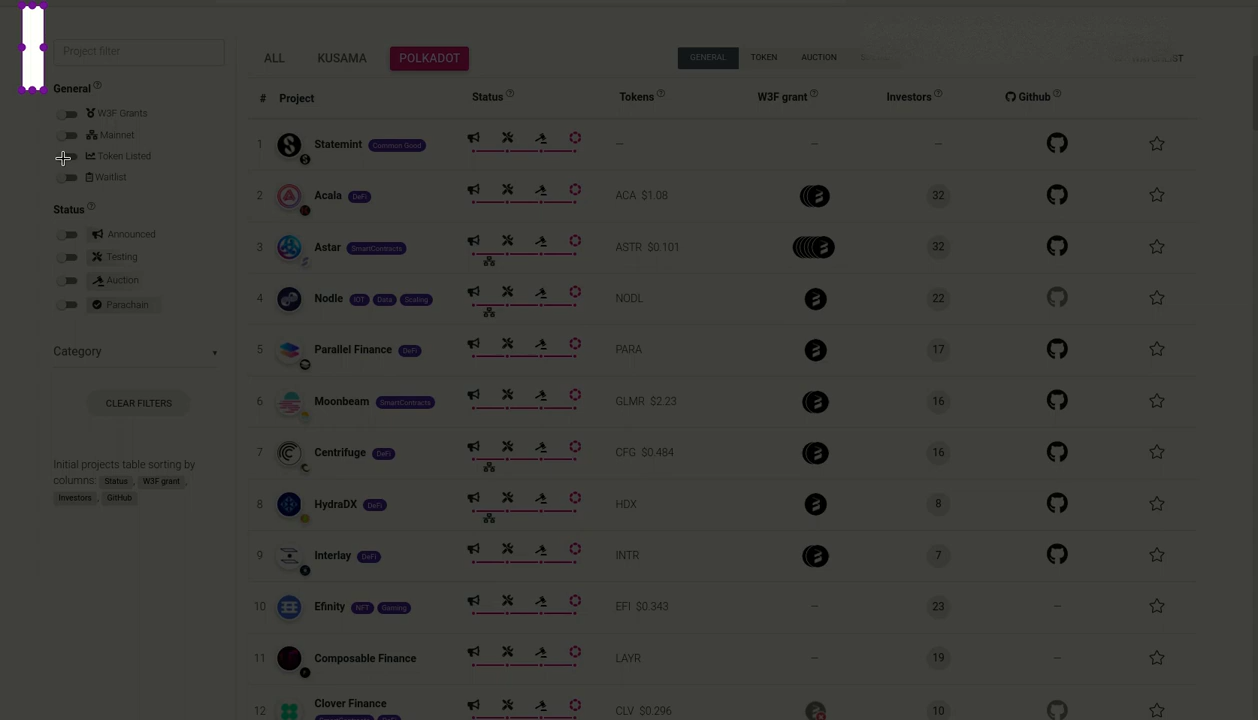 Project filter
General
W3F Grants
Mainnet
Token Listed
Waitlist
Status
Announced
Testing
Auction
Parachain
Category
CLEAR FILTERS
Initial projects table sorting by
columns: Status, W3F grant,
Investors, GitHub
ALL KUSAMA POLKADOT GENERAL TOKEN AUCTION
# Project Status Tokens W3F grant Investors Github
1 Statemint Common Good — — —
2 Acala DeFi ACA $1.08 32
3 Astar SmartContracts ASTR $0.101 32
4 Nodle IOT Data Scaling NODL 22
5 Parallel Finance DeFi PARA 17
6 Moonbeam SmartContracts GLMR $2.23 16
7 Centrifuge DeFi CFG $0.484 16
8 HydraDX DeFi HDX 8
9 Interlay DeFi INTR 7
10 Efinity NFT Gaming EFI $0.343 — 23 —
11 Composable Finance LAYR — 19 —
12 Clover Finance CLV $0.296 10